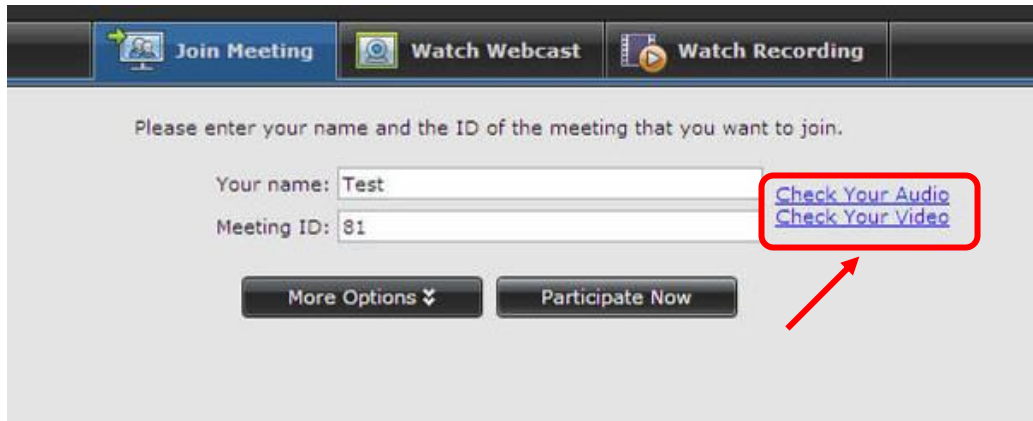 Join Meeting
Watch Webcast
Watch Recording
Please enter your name and the ID of the meeting that you want to join.
Your name: Test
Check Your Audio
Meeting ID: 81
Check Your Video
More Options
Participate Now